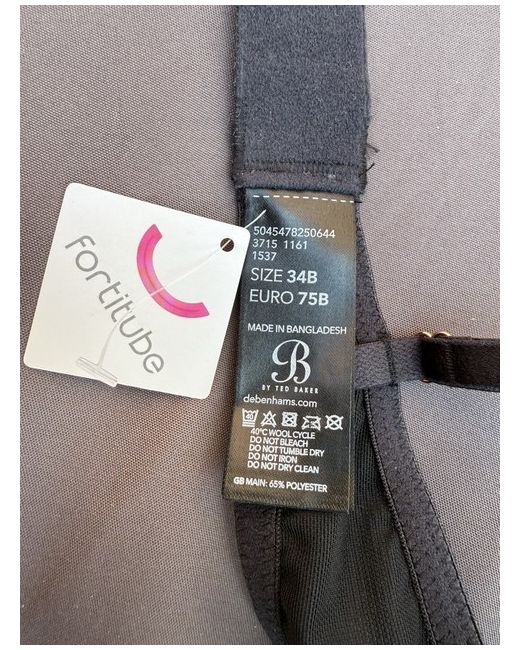 fortitube
5045478250644
3715 1161
1537
SIZE 34B
EURO 75B
MADE IN BANGLADESH
B
BY TED BAKER
debenhams.com
40
40°C WOOL CYCLE
DO NOT BLEACH
DO NOT TUMBLE DRY
DO NOT IRON
DO NOT DRY CLEAN
GB MAIN: 65% POLYESTER